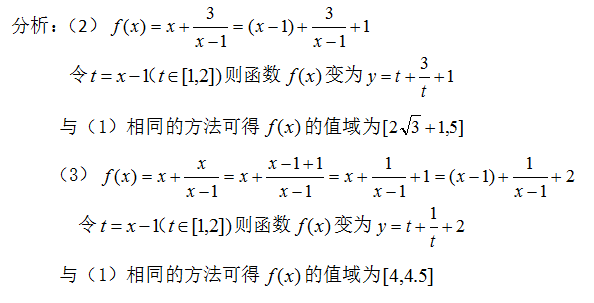 分析：（2） f(x) = x + 3/(x−1) = (x−1) + 3/(x−1) + 1
令 t = x−1（t∈[1,2]）则函数 f(x) 变为 y = t + 3/t + 1
与（1）相同的方法可得 f(x) 的值域为[2√3+1,5]
（3） f(x) = x + x/(x−1) = x + (x−1+1)/(x−1) = x + 1/(x−1) + 1 = (x−1) + 1/(x−1) + 2
令 t = x−1（t∈[1,2]）则函数 f(x) 变为 y = t + 1/t + 2
与（1）相同的方法可得 f(x) 的值域为[4,4.5]